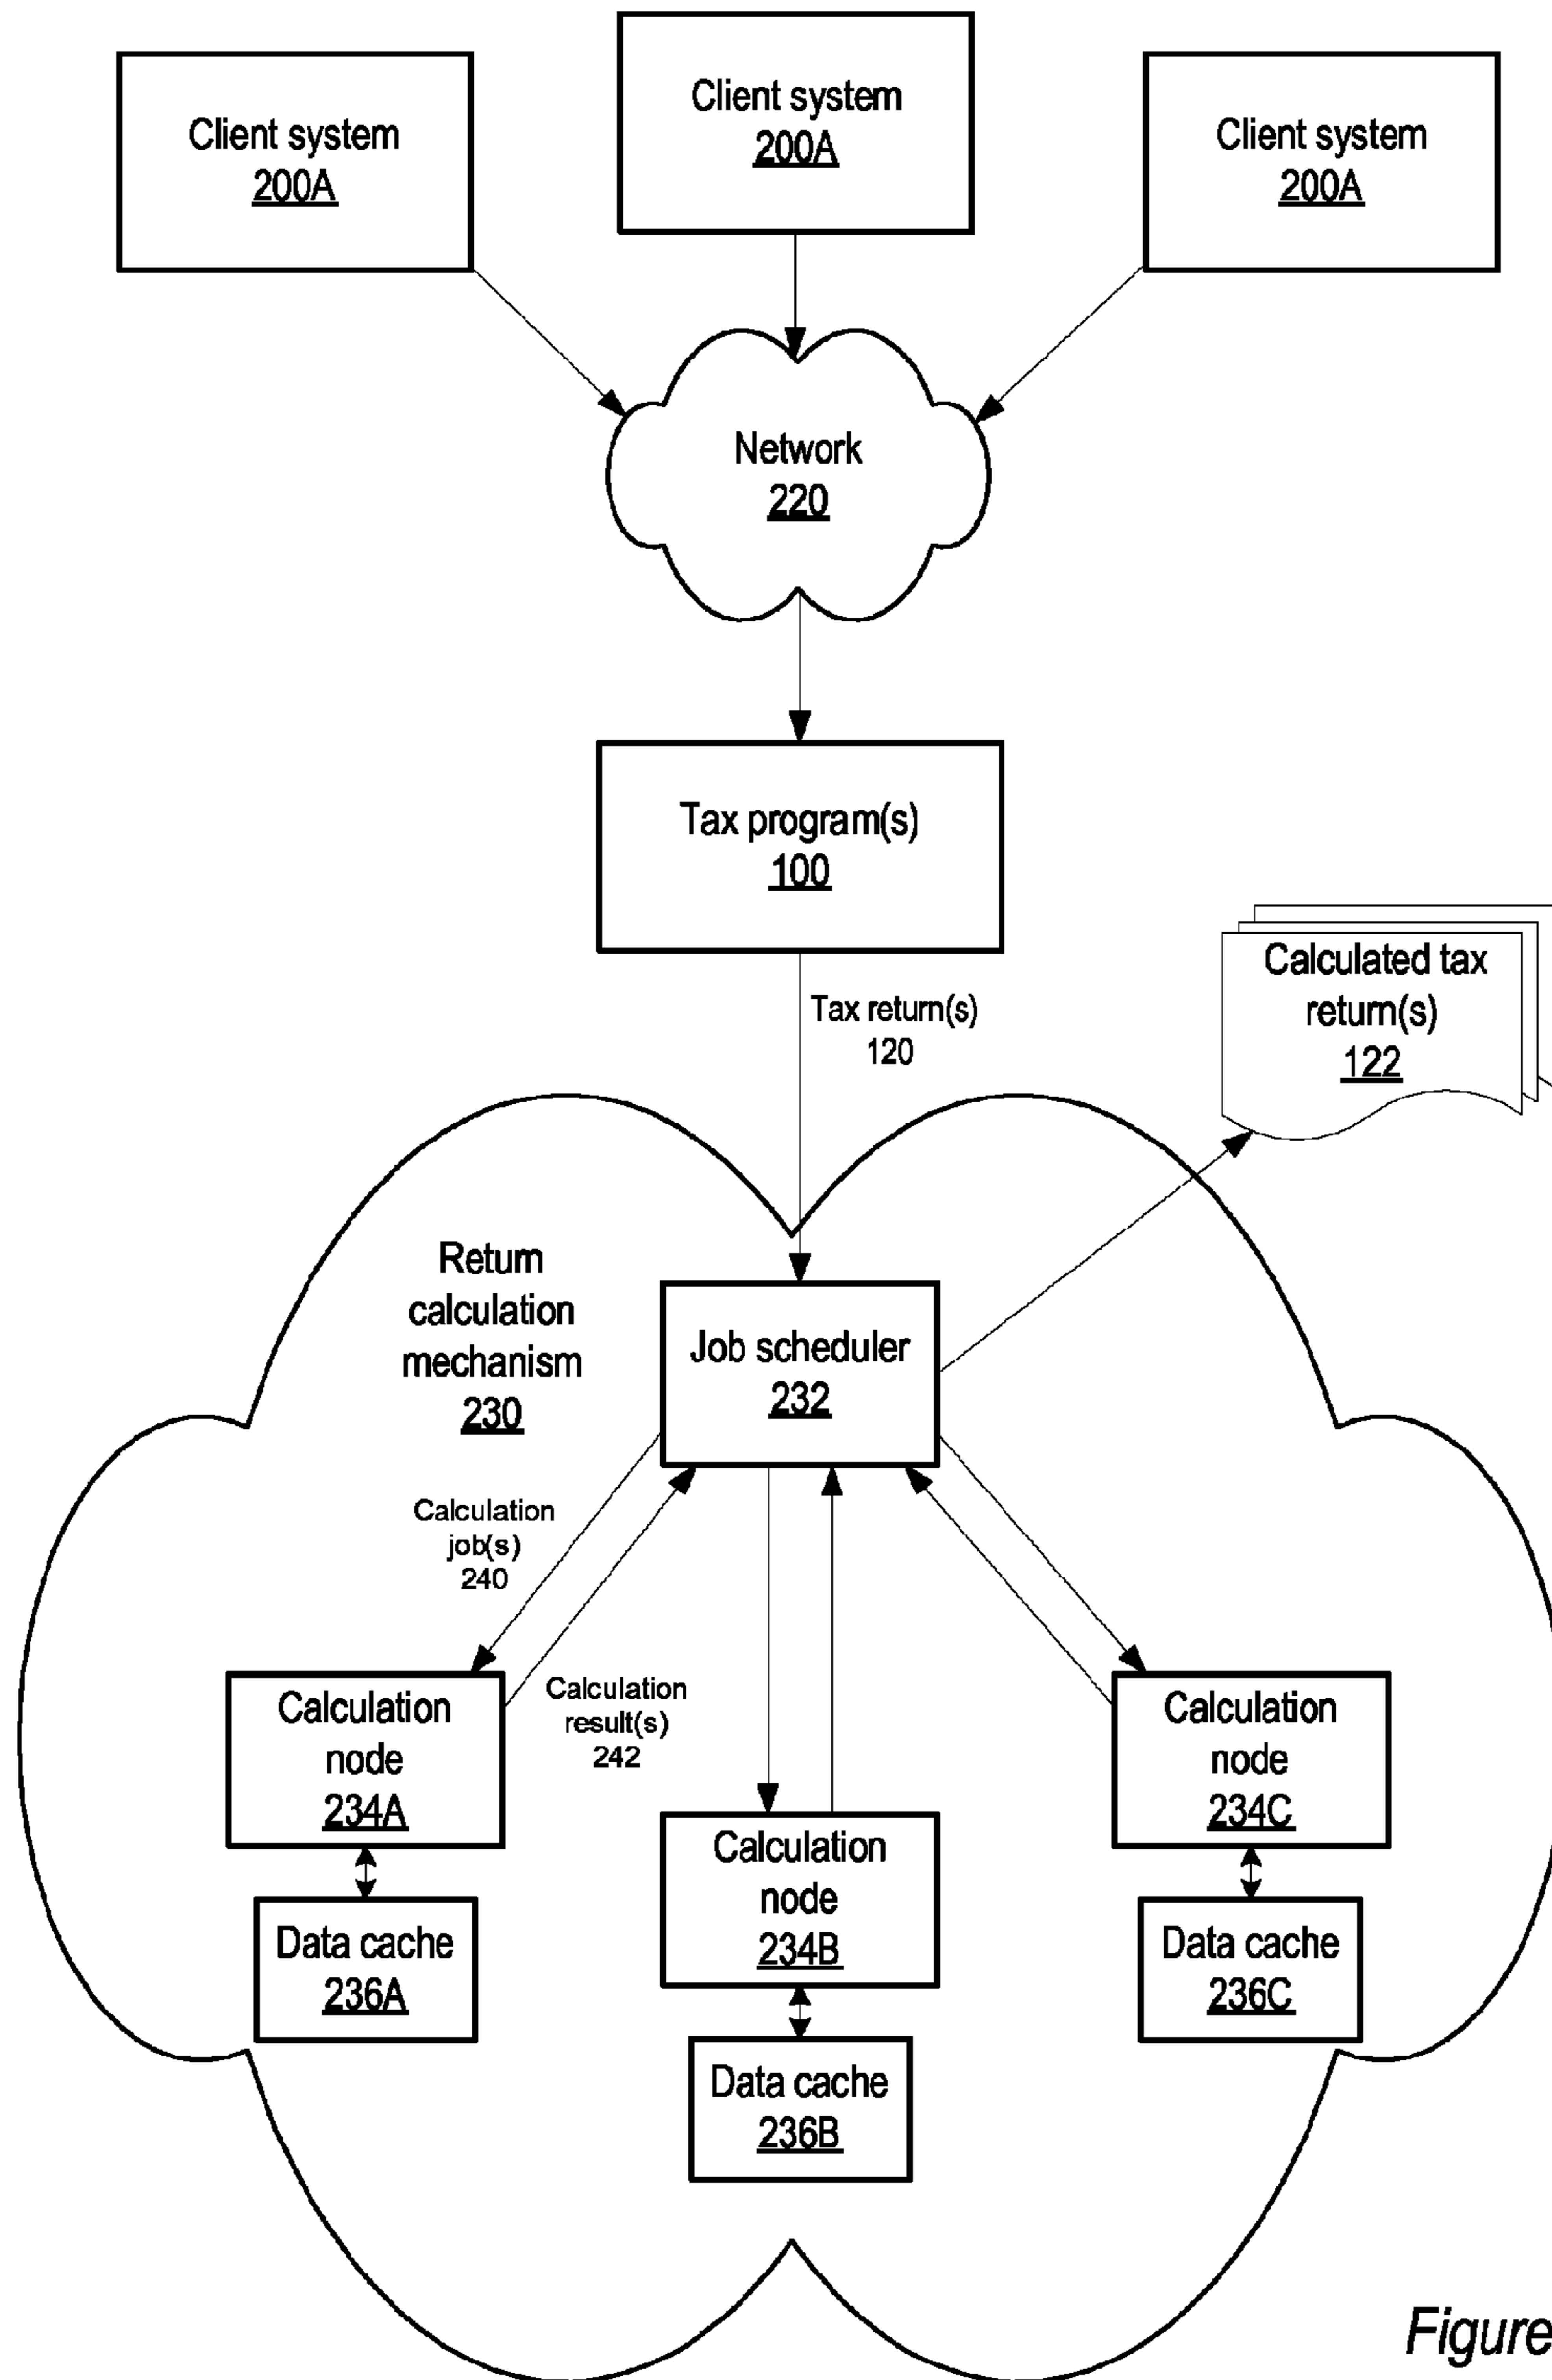 Client system
200A
Client system
200A
Client system
200A
Network
220
Tax program(s)
100
Tax return(s)
120
Calculated tax
return(s)
122
Return
calculation
mechanism
230
Job scheduler
232
Calculation
job(s)
240
Calculation
result(s)
242
Calculation
node
234A
Calculation
node
234B
Calculation
node
234C
Data cache
236A
Data cache
236B
Data cache
236C
Figure